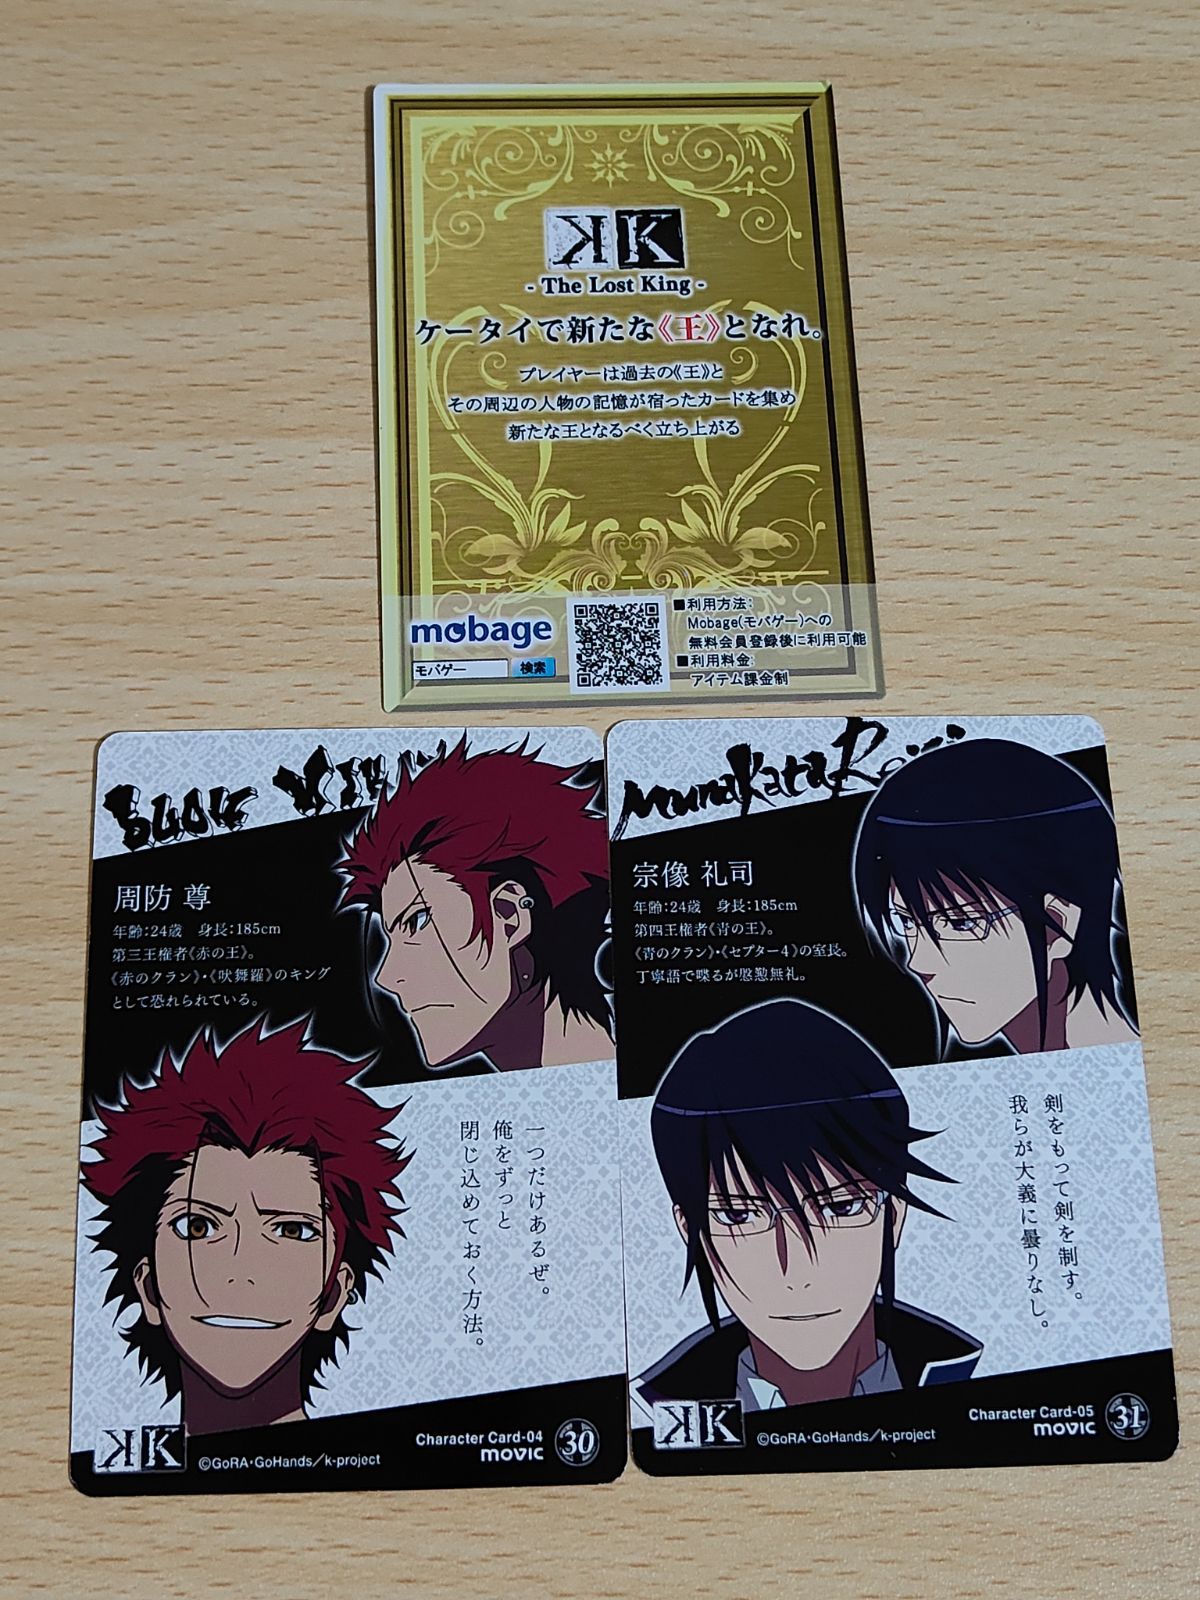 K K
- The Lost King -
ケータイで新たな《王》となれ。
プレイヤーは過去の《王》と
その周辺の人物の記憶が宿ったカードを集め
新たな王となるべく立ち上がる
mobage
モバゲー 検索
■利用方法:
Mobage(モバゲー)への
無料会員登録後に利用可能
■利用料金:
アイテム課金制
周防 尊
年齢:24歳 身長:185cm
第三王権者《赤の王》。
《赤のクラン》・《吠舞羅》のキング
として恐れられている。
一つだけあるぜ。
俺をずっと
閉じ込めておく方法。
K K
©GoRA・GoHands/k-project
Character Card-04
movic
30
MunaKata Reisi
宗像 礼司
年齢:24歳 身長:185cm
第四王権者《青の王》。
《青のクラン》・《セプター4》の室長。
丁寧語で喋るが慇懃無礼。
剣をもって剣を制す。
我らが大義に曇りなし。
K K
©GoRA・GoHands/k-project
Character Card-05
movic
31